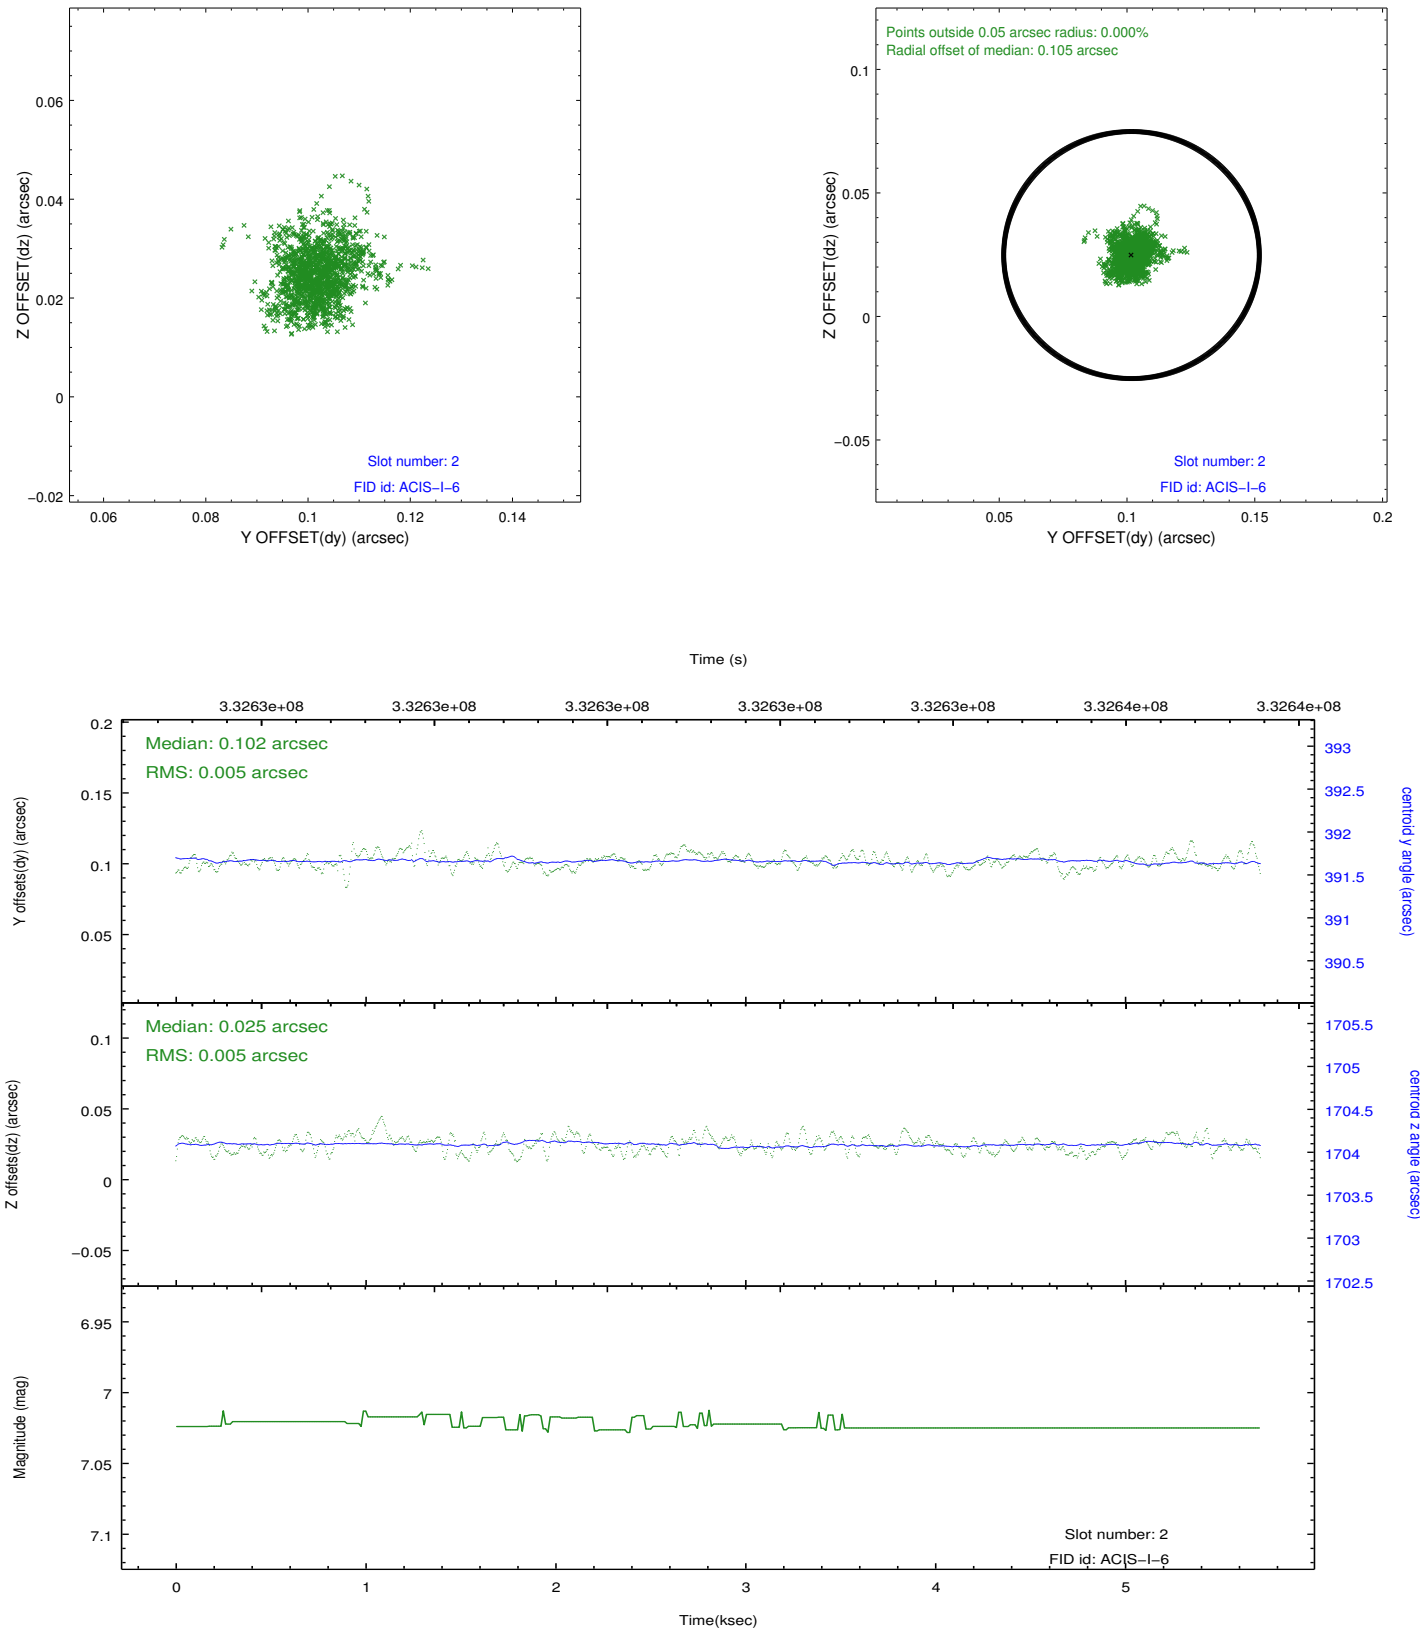 0.06
0.04
0.02
0
−0.02
Z OFFSET(dz) (arcsec)
0.06 0.08 0.1 0.12 0.14
Y OFFSET(dy) (arcsec)
Slot number: 2
FID id: ACIS−I−6
Points outside 0.05 arcsec radius: 0.000%
Radial offset of median: 0.105 arcsec
0.1
0.05
0
−0.05
Z OFFSET(dz) (arcsec)
0.05 0.1 0.15 0.2
Y OFFSET(dy) (arcsec)
Slot number: 2
FID id: ACIS−I−6
Time (s)
3.3263e+08 3.3263e+08 3.3263e+08 3.3263e+08 3.3263e+08 3.3264e+08 3.3264e+08
Median: 0.102 arcsec
RMS: 0.005 arcsec
0.2
0.15
0.1
0.05
Y offsets(dy) (arcsec)
393
392.5
392
391.5
391
390.5
centroid y angle (arcsec)
Median: 0.025 arcsec
RMS: 0.005 arcsec
0.1
0.05
0
−0.05
Z offsets(dz) (arcsec)
1705.5
1705
1704.5
1704
1703.5
1703
1702.5
centroid z angle (arcsec)
6.95
7
7.05
7.1
Magnitude (mag)
Slot number: 2
FID id: ACIS−I−6
0 1 2 3 4 5
Time(ksec)